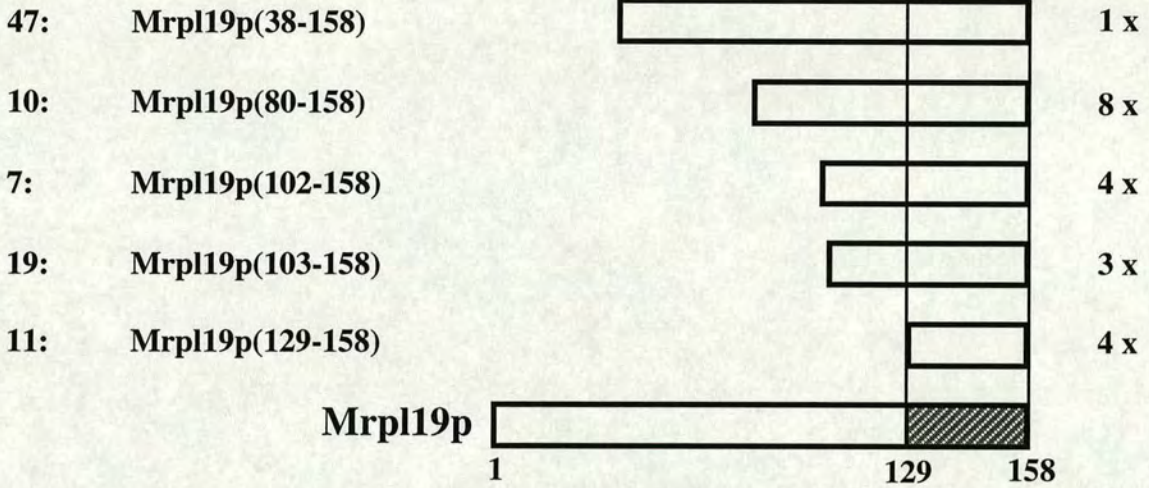 47: Mrpl19p(38-158) 1 x
10: Mrpl19p(80-158) 8 x
7: Mrpl19p(102-158) 4 x
19: Mrpl19p(103-158) 3 x
11: Mrpl19p(129-158) 4 x
Mrpl19p
1 129 158